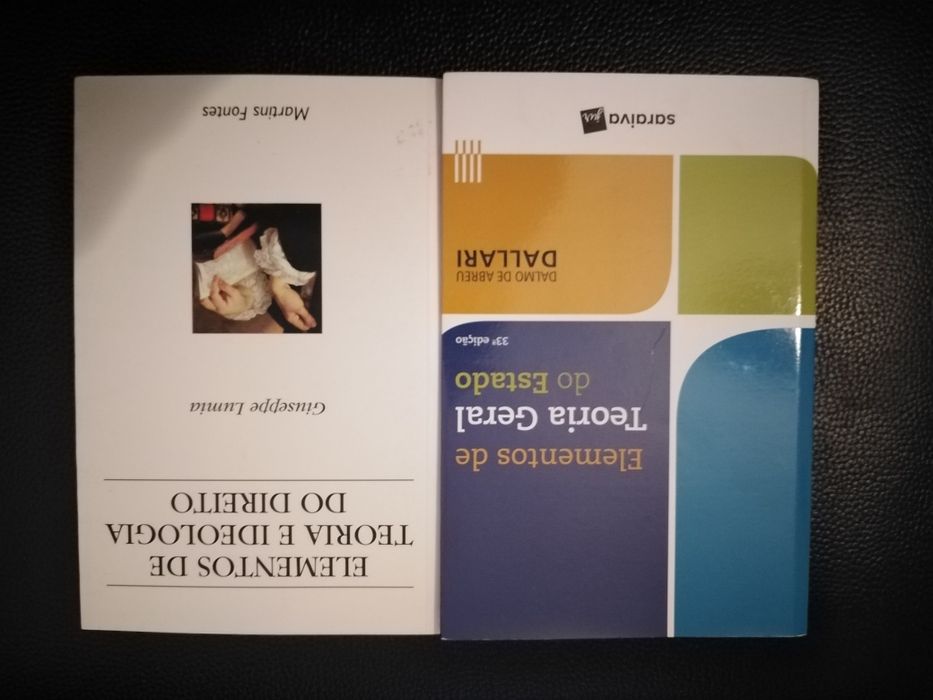 Elementos de
Teoria Geral
do Estado
33ª edição
DALMO DE ABREU
DALLARI
saraiva jur
ELEMENTOS DE
TEORIA E IDEOLOGIA
DO DIREITO
Giuseppe Lumia
Martins Fontes